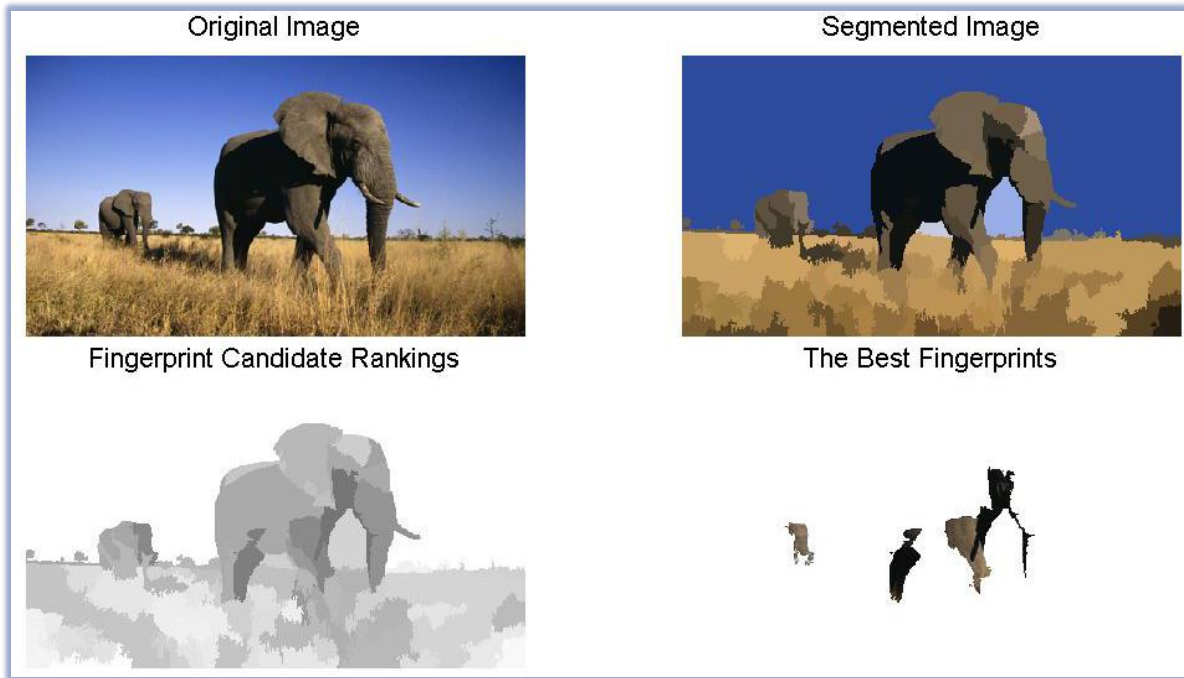 Original Image
Segmented Image
Fingerprint Candidate Rankings
The Best Fingerprints